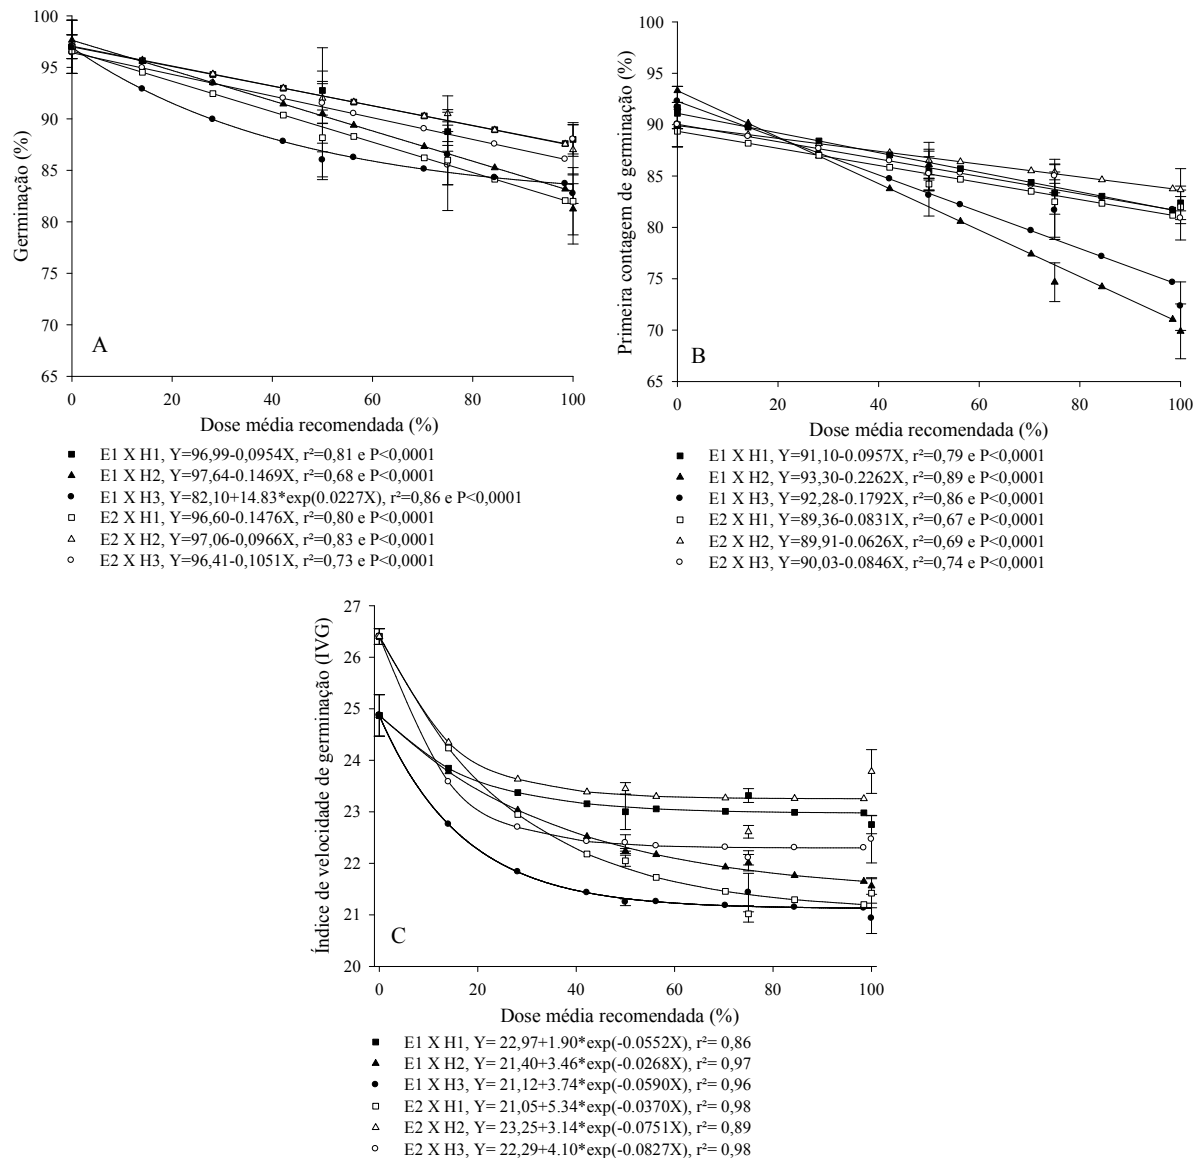 100
95
90
85
80
75
70
65
Germinação (%)
A
0 20 40 60 80 100
Dose média recomendada (%)
E1 X H1, Y=96,99-0,0954X, r²=0,81 e P<0,0001
E1 X H2, Y=97,64-0.1469X, r²=0,68 e P<0,0001
E1 X H3, Y=82,10+14.83*exp(0.0227X), r²=0,86 e P<0,0001
E2 X H1, Y=96,60-0.1476X, r²=0,80 e P<0,0001
E2 X H2, Y=97,06-0,0966X, r²=0,83 e P<0,0001
E2 X H3, Y=96,41-0,1051X, r²=0,73 e P<0,0001
100
95
90
85
80
75
70
65
Primeira contagem de germinação (%)
B
0 20 40 60 80 100
Dose média recomendada (%)
E1 X H1, Y=91,10-0.0957X, r²=0,79 e P<0,0001
E1 X H2, Y=93,30-0.2262X, r²=0,89 e P<0,0001
E1 X H3, Y=92,28-0.1792X, r²=0,86 e P<0,0001
E2 X H1, Y=89,36-0.0831X, r²=0,67 e P<0,0001
E2 X H2, Y=89,91-0.0626X, r²=0,69 e P<0,0001
E2 X H3, Y=90,03-0.0846X, r²=0,74 e P<0,0001
27
26
25
24
23
22
21
20
Índice de velocidade de germinação (IVG)
C
0 20 40 60 80 100
Dose média recomendada (%)
E1 X H1, Y= 22,97+1.90*exp(-0.0552X), r²= 0,86
E1 X H2, Y= 21,40+3.46*exp(-0.0268X), r²= 0,97
E1 X H3, Y= 21,12+3.74*exp(-0.0590X), r²= 0,96
E2 X H1, Y= 21,05+5.34*exp(-0.0370X), r²= 0,98
E2 X H2, Y= 23,25+3.14*exp(-0.0751X), r²= 0,89
E2 X H3, Y= 22,29+4.10*exp(-0.0827X), r²= 0,98